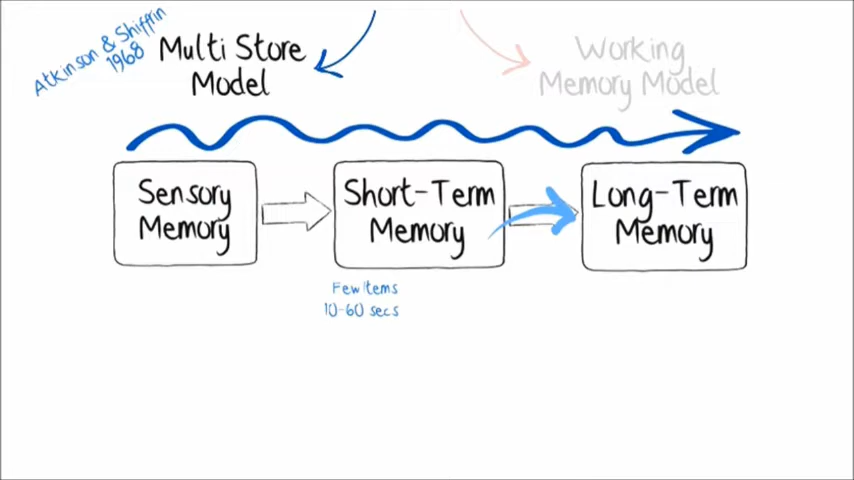 Atkinson & Shiffrin
1968
Multi Store
Model
Working
Memory Model
Sensory
Memory
Short-Term
Memory
Long-Term
Memory
Few Items
10-60 secs